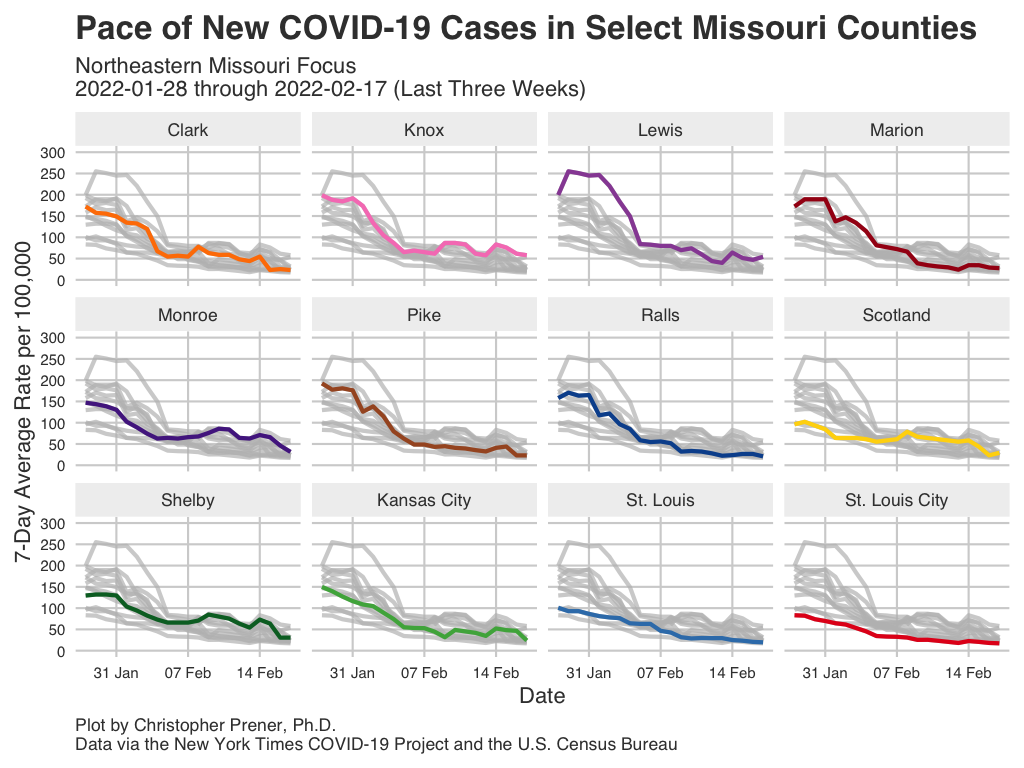 Pace of New COVID-19 Cases in Select Missouri Counties
Northeastern Missouri Focus
2022-01-28 through 2022-02-17 (Last Three Weeks)
7-Day Average Rate per 100,000
Clark
Knox
Lewis
Marion
300
250
200
150
100
50
0
Monroe
Pike
Ralls
Scotland
300
250
200
150
100
50
0
Shelby
Kansas City
St. Louis
St. Louis City
300
250
200
150
100
50
0
31 Jan 07 Feb 14 Feb
31 Jan 07 Feb 14 Feb
31 Jan 07 Feb 14 Feb
31 Jan 07 Feb 14 Feb
Date
Plot by Christopher Prener, Ph.D.
Data via the New York Times COVID-19 Project and the U.S. Census Bureau